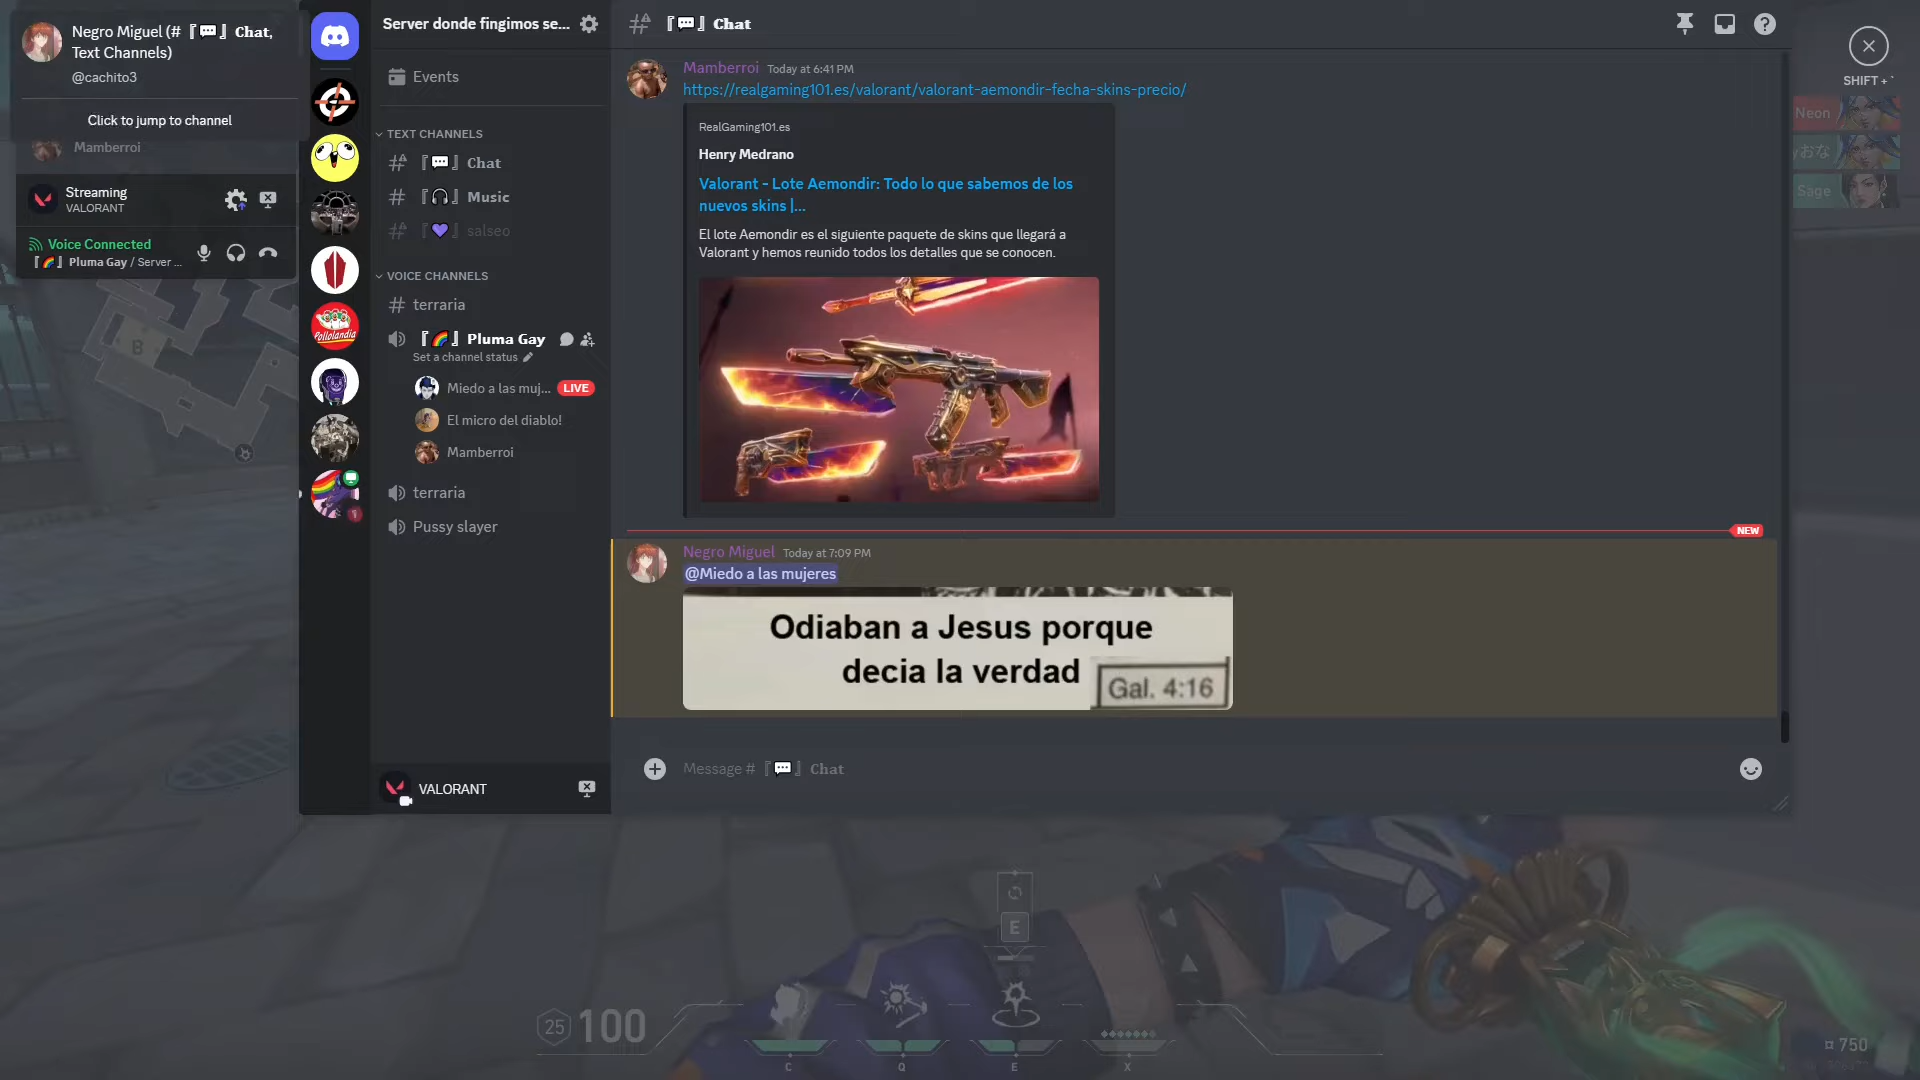 Negro Miguel (# 『💬』 Chat,
Text Channels)
@cachito3
Click to jump to channel
Mamberroi
Streaming
VALORANT
Voice Connected
『🌈』 Pluma Gay / Server ...
B
Pollolandia
1
Server donde fingimos se...
Events
TEXT CHANNELS
『💬』 Chat
『🎧』 Music
『💜』 salseo
VOICE CHANNELS
terraria
『🌈』 Pluma Gay
Set a channel status
Miedo a las muj... LIVE
El micro del diablo!
Mamberroi
terraria
Pussy slayer
VALORANT
『💬』 Chat
Mamberroi Today at 6:41 PM
https://realgaming101.es/valorant/valorant-aemondir-fecha-skins-precio/
RealGaming101.es
Henry Medrano
Valorant - Lote Aemondir: Todo lo que sabemos de los
nuevos skins |...
El lote Aemondir es el siguiente paquete de skins que llegará a
Valorant y hemos reunido todos los detalles que se conocen.
NEW
Negro Miguel Today at 7:09 PM
@Miedo a las mujeres
Odiaban a Jesus porque
decia la verdad
Gal. 4:16
Message # 『💬』 Chat
SHIFT + `
Neon
yおな
Sage
E
25 100
C
Q
E
X
¤ 750